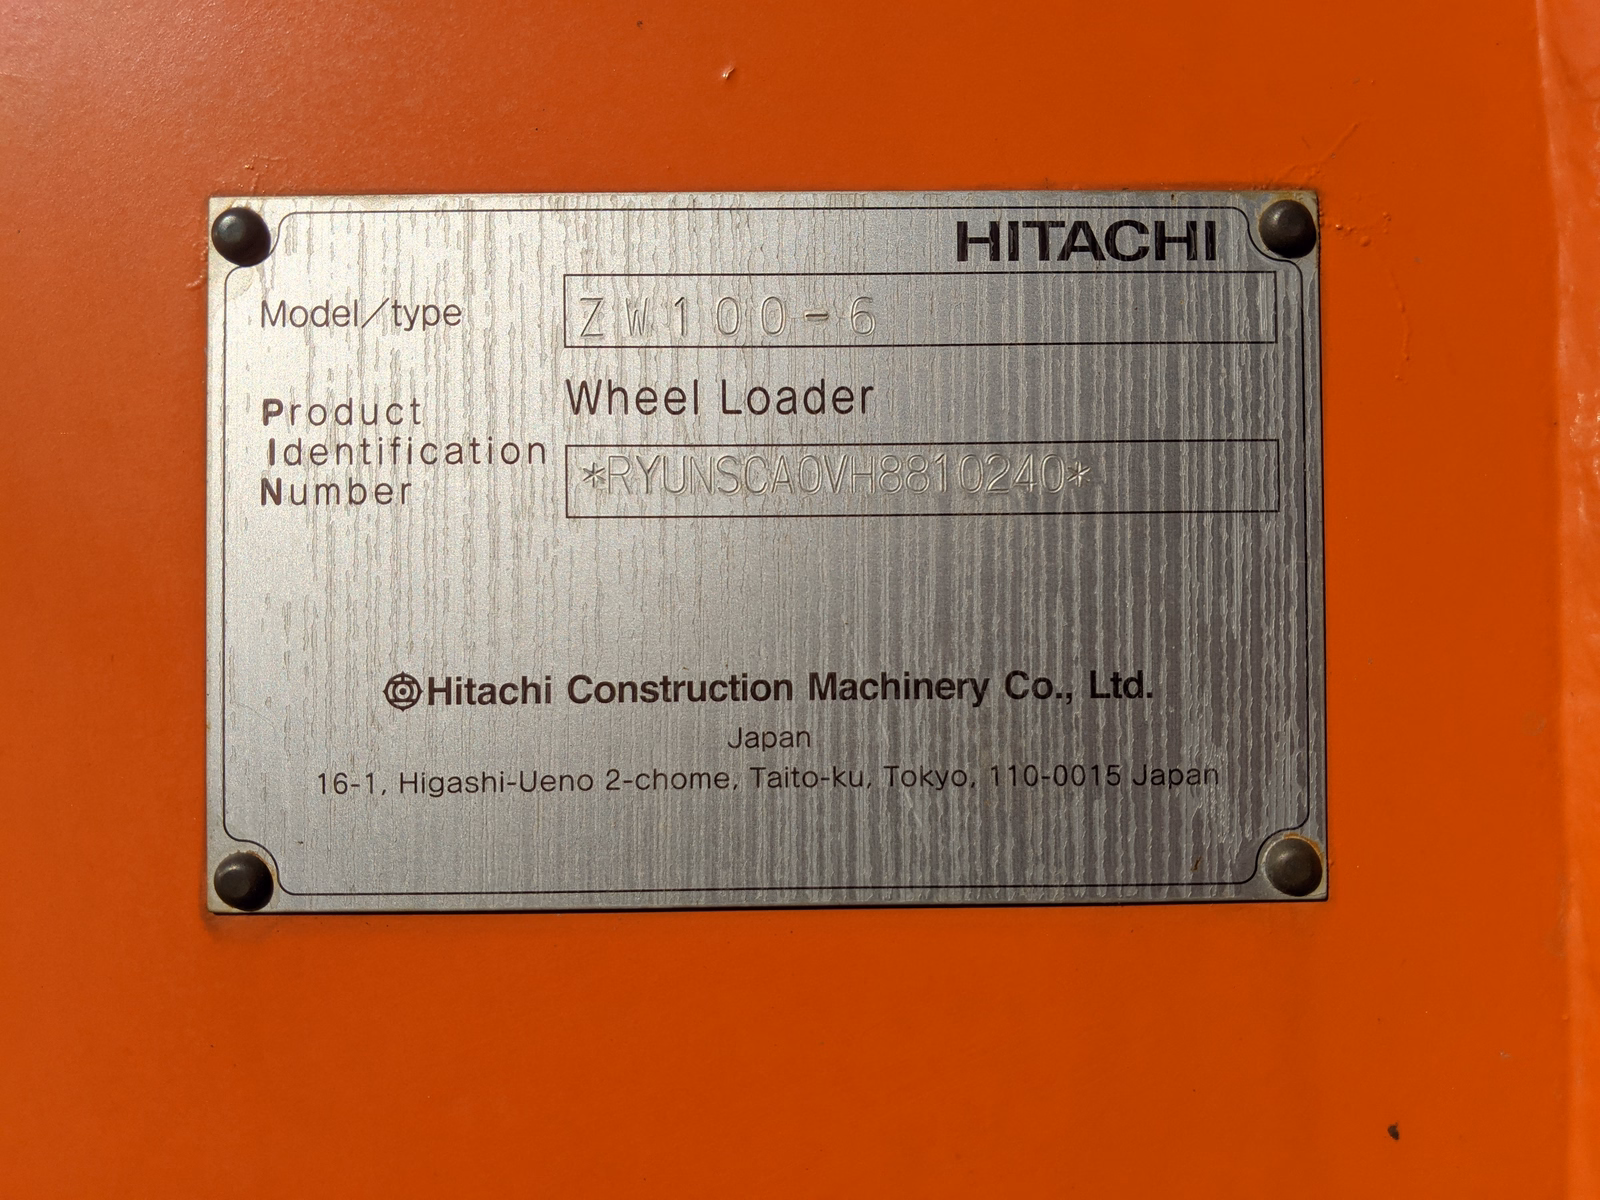 HITACHI
Model/type ZW100-6
Wheel Loader
Product
Identification
Number *RYUNSCA0VH8810240*
Hitachi Construction Machinery Co., Ltd.
Japan
16-1, Higashi-Ueno 2-chome, Taito-ku, Tokyo, 110-0015 Japan